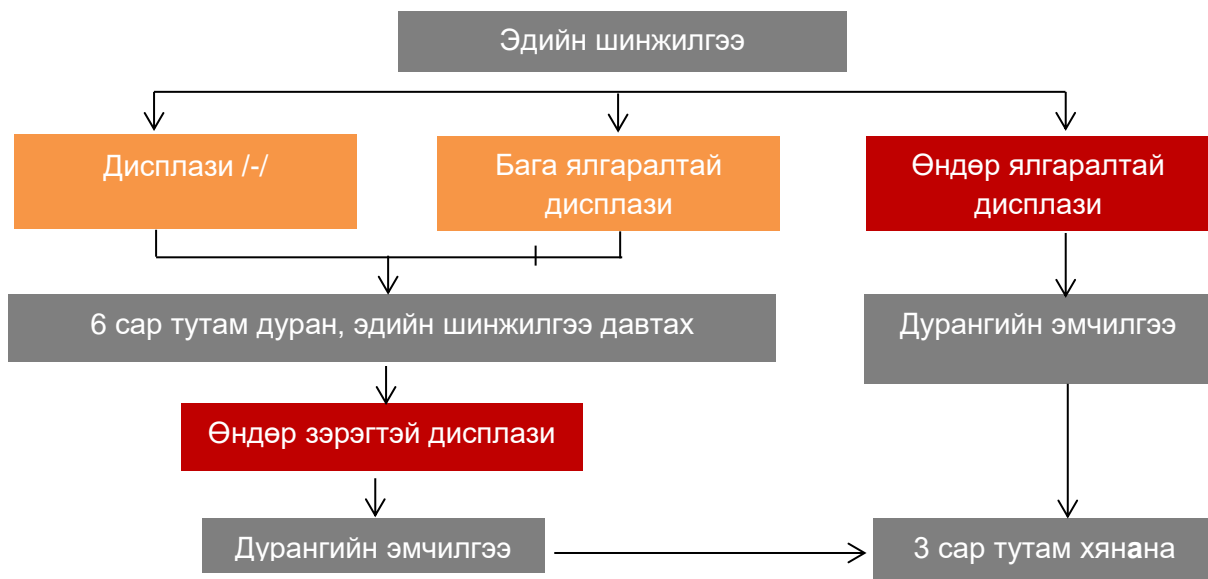 Эдийн шинжилгээ
Дисплази /-/
Бага ялгаралтай
дисплази
Өндөр ялгаралтай
дисплази
6 сар тутам дуран, эдийн шинжилгээ давтах
Дурангийн эмчилгээ
Өндөр зэрэгтэй дисплази
Дурангийн эмчилгээ
3 сар тутам хянана